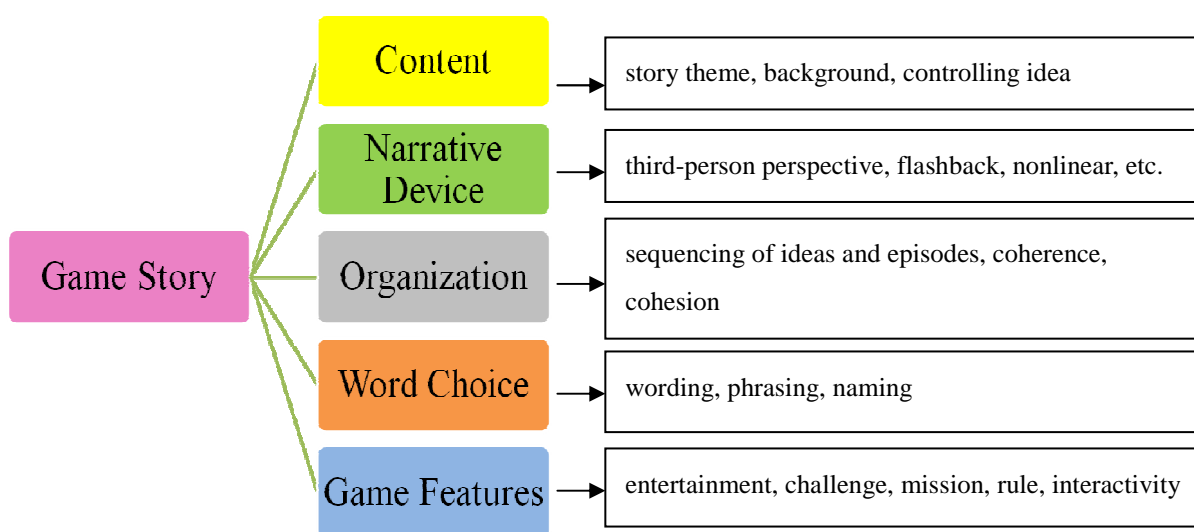 Content
story theme, background, controlling idea
Narrative
Device
third-person perspective, flashback, nonlinear, etc.
Game Story
Organization
sequencing of ideas and episodes, coherence,
cohesion
Word Choice
wording, phrasing, naming
Game Features
entertainment, challenge, mission, rule, interactivity